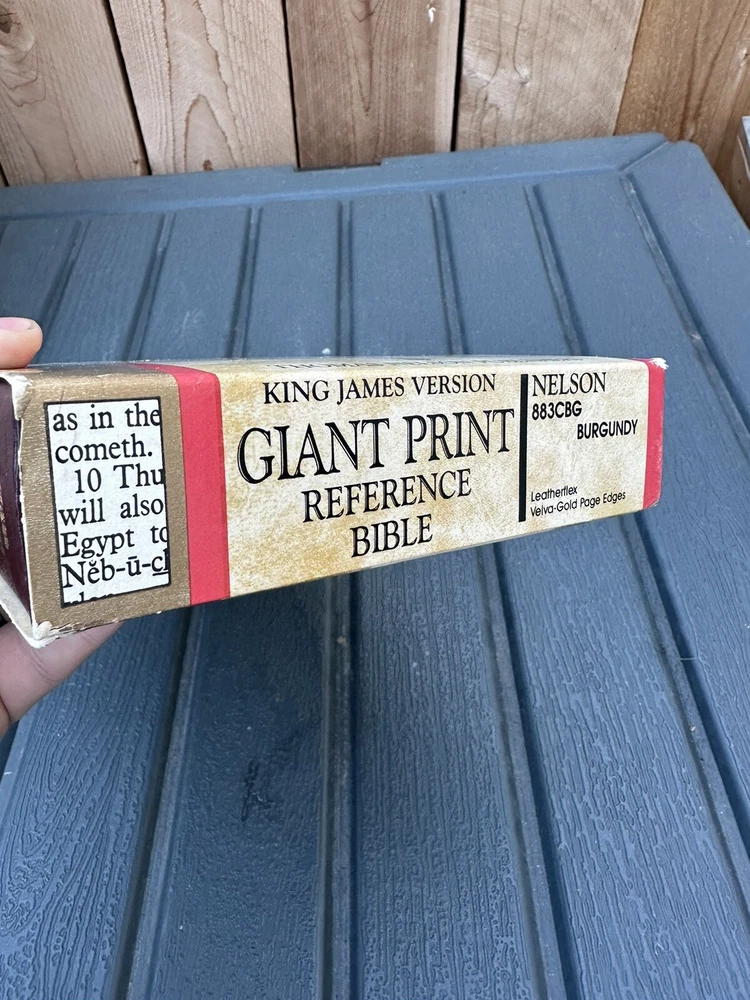 as in the
cometh.
10 Thu
will also
Egypt to
Nĕb-ū-ch
KING JAMES VERSION
GIANT PRINT
REFERENCE
BIBLE
NELSON
883CBG
BURGUNDY
Leatherflex
Velva-Gold Page Edges